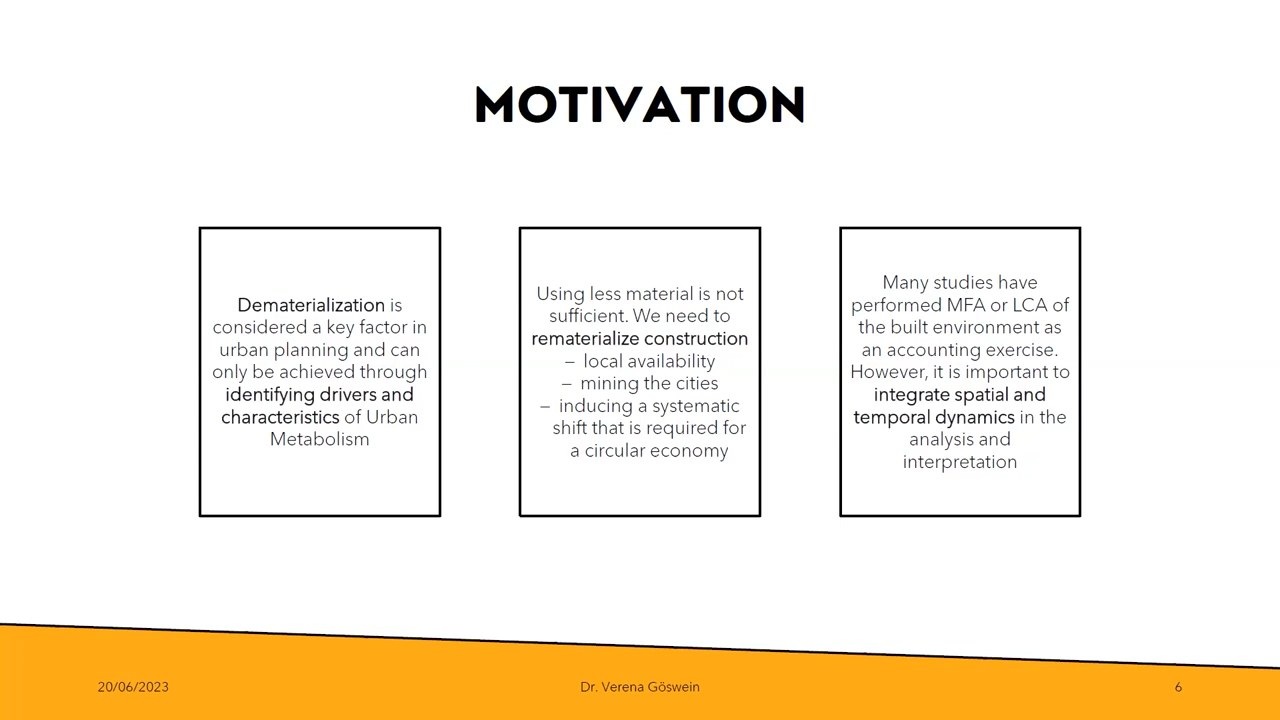 MOTIVATION
Dematerialization is
considered a key factor in
urban planning and can
only be achieved through
identifying drivers and
characteristics of Urban
Metabolism
Using less material is not
sufficient. We need to
rematerialize construction
– local availability
– mining the cities
– inducing a systematic
shift that is required for
a circular economy
Many studies have
performed MFA or LCA of
the built environment as
an accounting exercise.
However, it is important to
integrate spatial and
temporal dynamics in the
analysis and
interpretation
20/06/2023
Dr. Verena Göswein
6